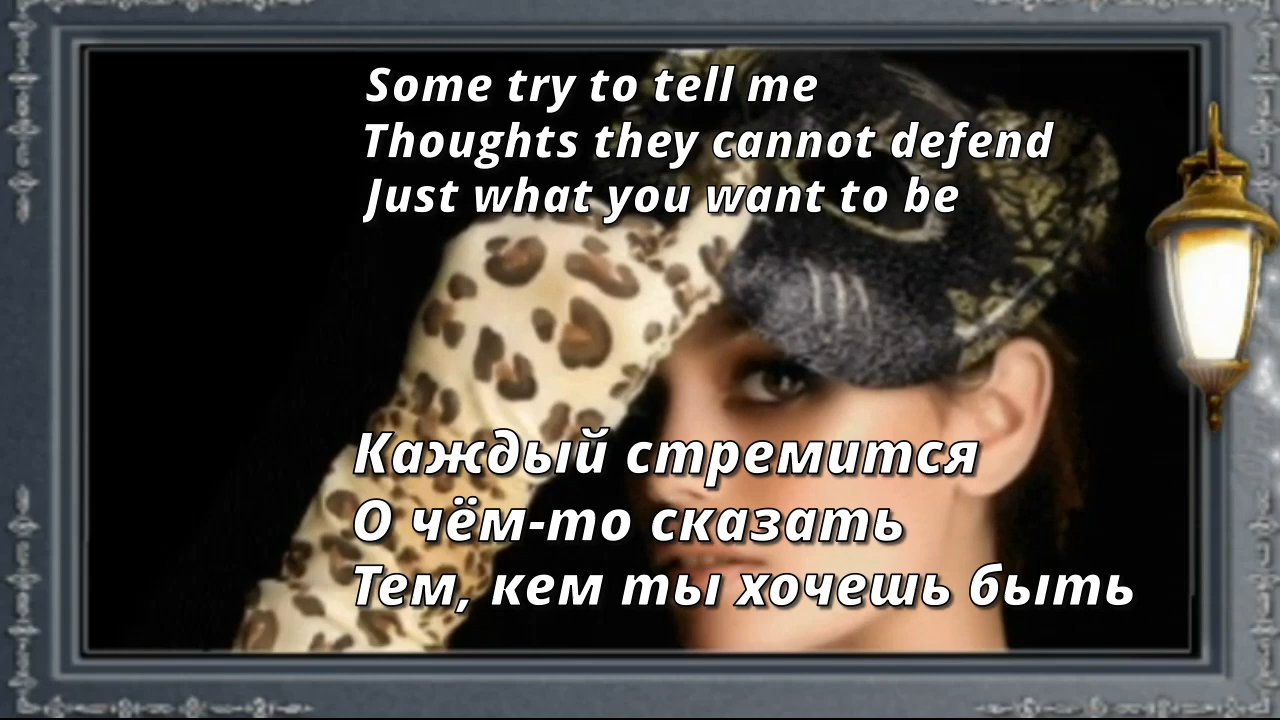 Some try to tell me
Thoughts they cannot defend
Just what you want to be
Каждый стремится
О чём-то сказать
Тем, кем ты хочешь быть